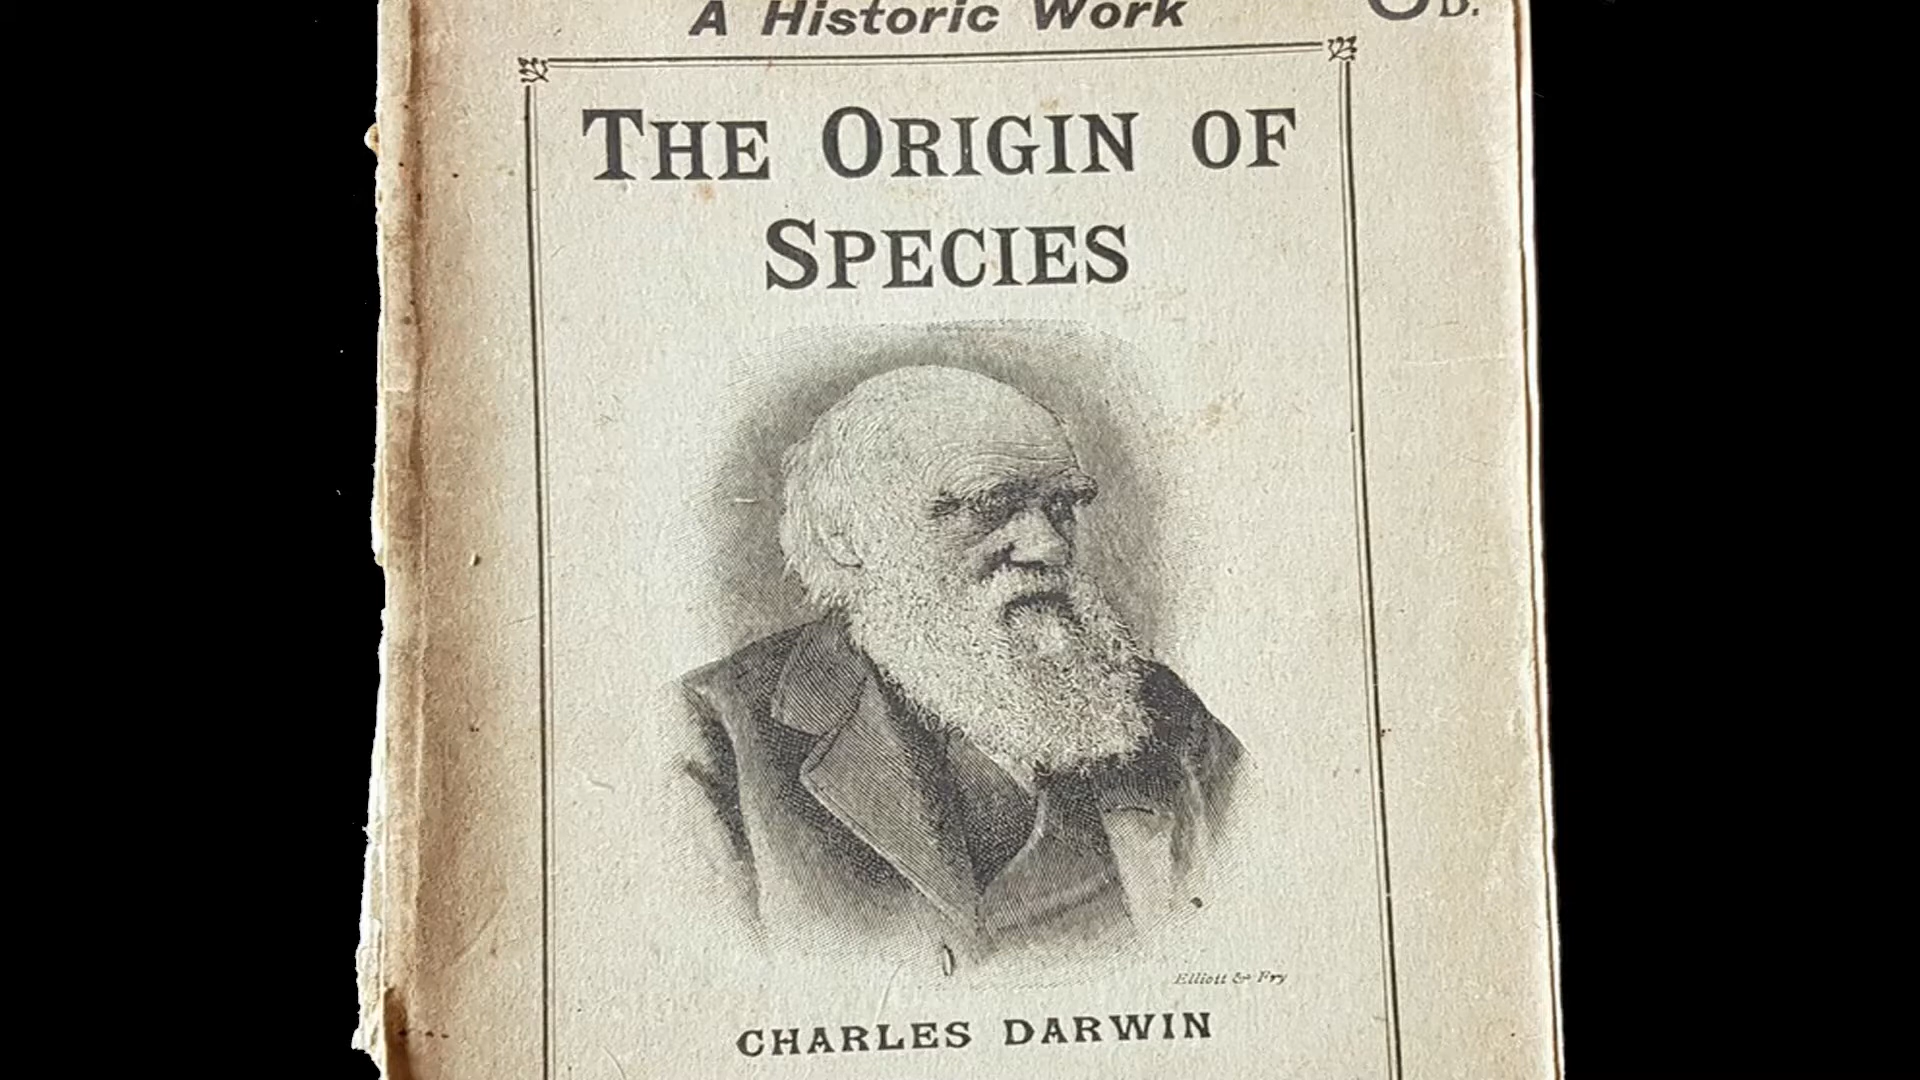 A Historic Work
THE ORIGIN OF
SPECIES
Elliott & Fry
CHARLES DARWIN